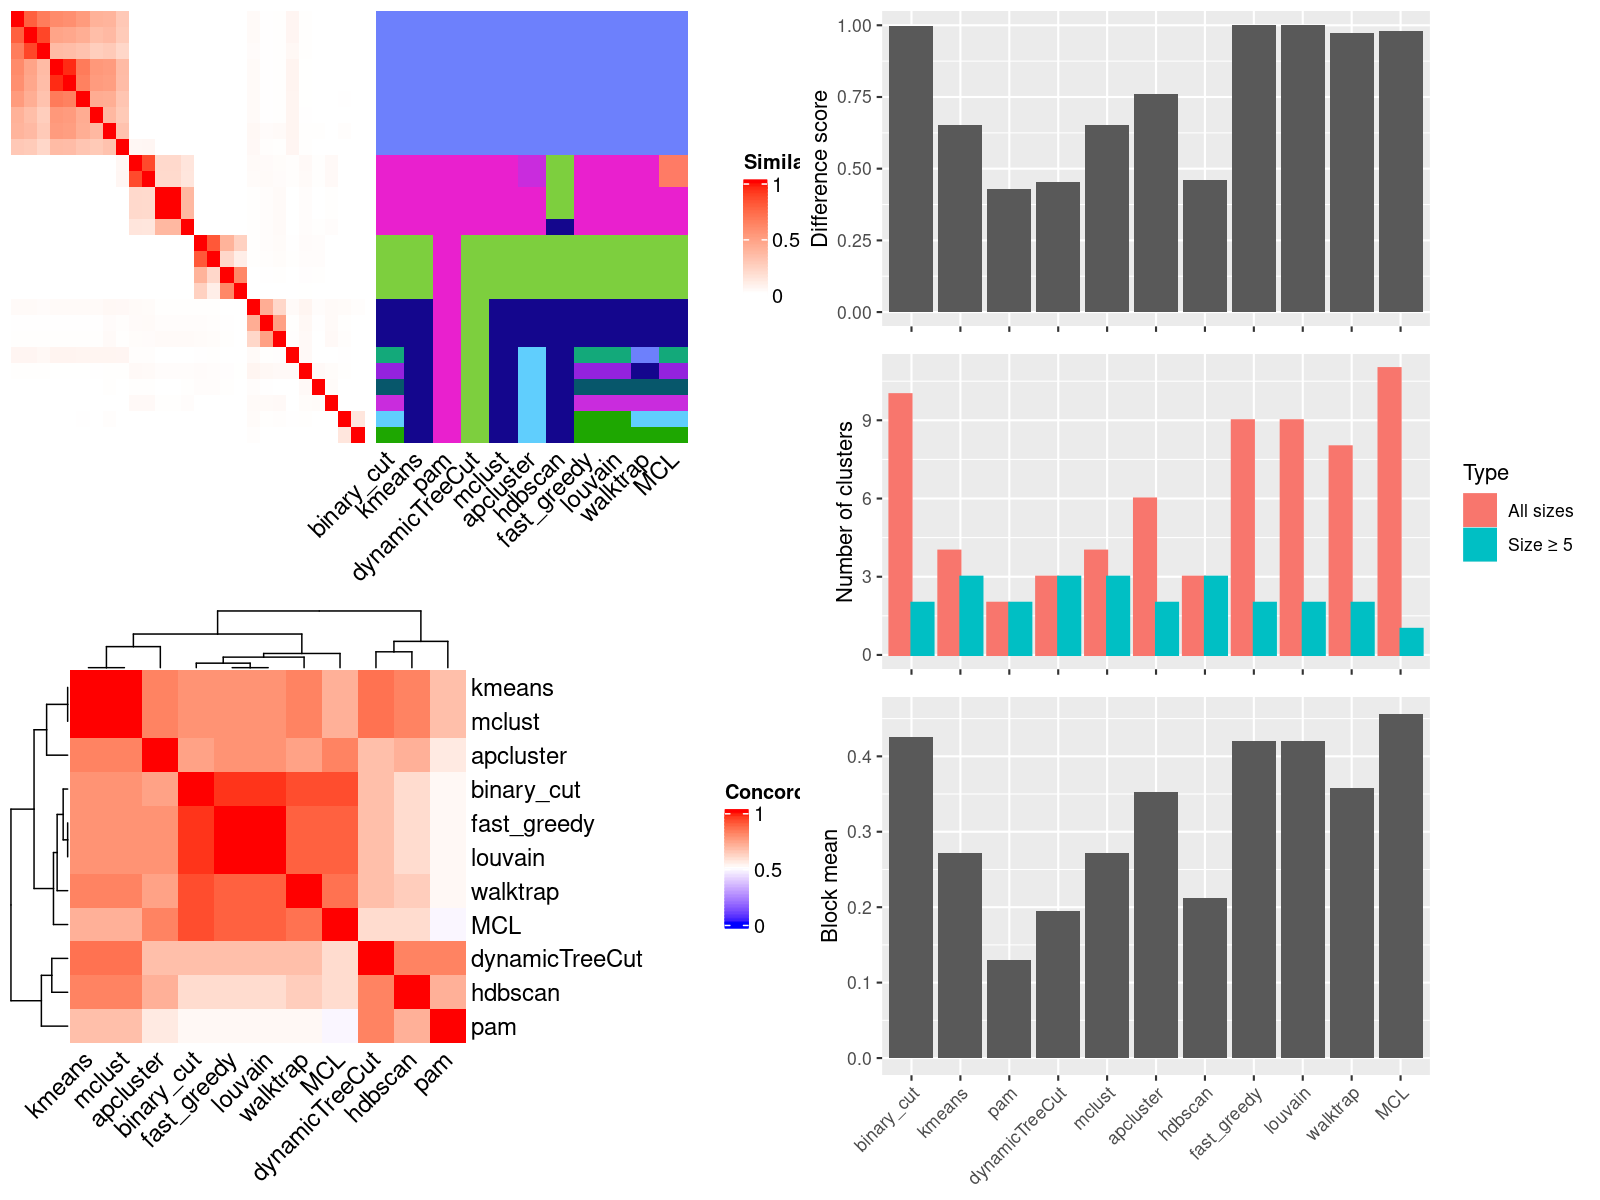 Simila
1
0.5
0
binary_cut
kmeans
pam
dynamicTreeCut
mclust
apcluster
hdbscan
fast_greedy
louvain
walktrap
MCL
kmeans
mclust
apcluster
binary_cut
fast_greedy
louvain
walktrap
MCL
dynamicTreeCut
hdbscan
pam
Concord
1
0.5
0
kmeans
mclust
apcluster
binary_cut
fast_greedy
louvain
walktrap
MCL
dynamicTreeCut
hdbscan
pam
Difference score
1.00
0.75
0.50
0.25
0.00
Number of clusters
9
6
3
0
Type
All sizes
Size ≥ 5
Block mean
0.4
0.3
0.2
0.1
0.0
binary_cut
kmeans
pam
dynamicTreeCut
mclust
apcluster
hdbscan
fast_greedy
louvain
walktrap
MCL